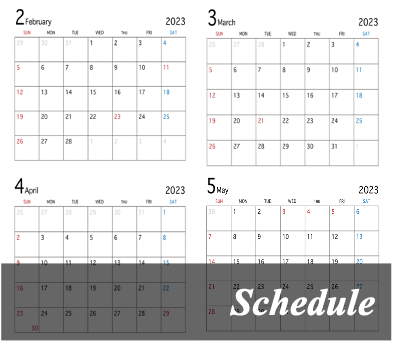 2 February 2023
SUN MON TUE WED THU FRI SAT
29 30 31 1 2 3 4
5 6 7 8 9 10 11
12 13 14 15 16 17 18
19 20 21 22 23 24 25
26 27 28 1 2 3 4
3 March 2023
SUN MON TUE WED THU FRI SAT
26 27 28 1 2 3 4
5 6 7 8 9 10 11
12 13 14 15 16 17 18
19 20 21 22 23 24 25
26 27 28 29 30 31 1
4 April 2023
SUN MON TUE WED THU FRI SAT
26 27 28 29 30 31 1
2 3 4 5 6 7 8
9 10 11 12 13 14 15
16 17 18 19 20 21 22
23 24 25 26 27 28 29
30
5 May 2023
SUN MON TUE WED THU FRI SAT
1 2 3 4 5 6
7 8 9 10 11 12 13
14 15 16 17 18 19 20
21 22 23 24 25 26 27
28
Schedule